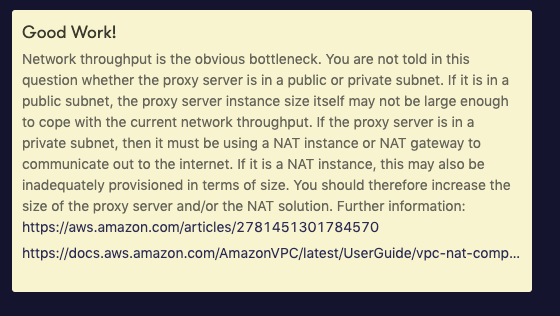 Good Work!
Network throughput is the obvious bottleneck. You are not told in this
question whether the proxy server is in a public or private subnet. If it is in a
public subnet, the proxy server instance size itself may not be large enough
to cope with the current network throughput. If the proxy server is in a
private subnet, then it must be using a NAT instance or NAT gateway to
communicate out to the internet. If it is a NAT instance, this may also be
inadequately provisioned in terms of size. You should therefore increase the
size of the proxy server and/or the NAT solution. Further information:
https://aws.amazon.com/articles/2781451301784570
https://docs.aws.amazon.com/AmazonVPC/latest/UserGuide/vpc-nat-comp...